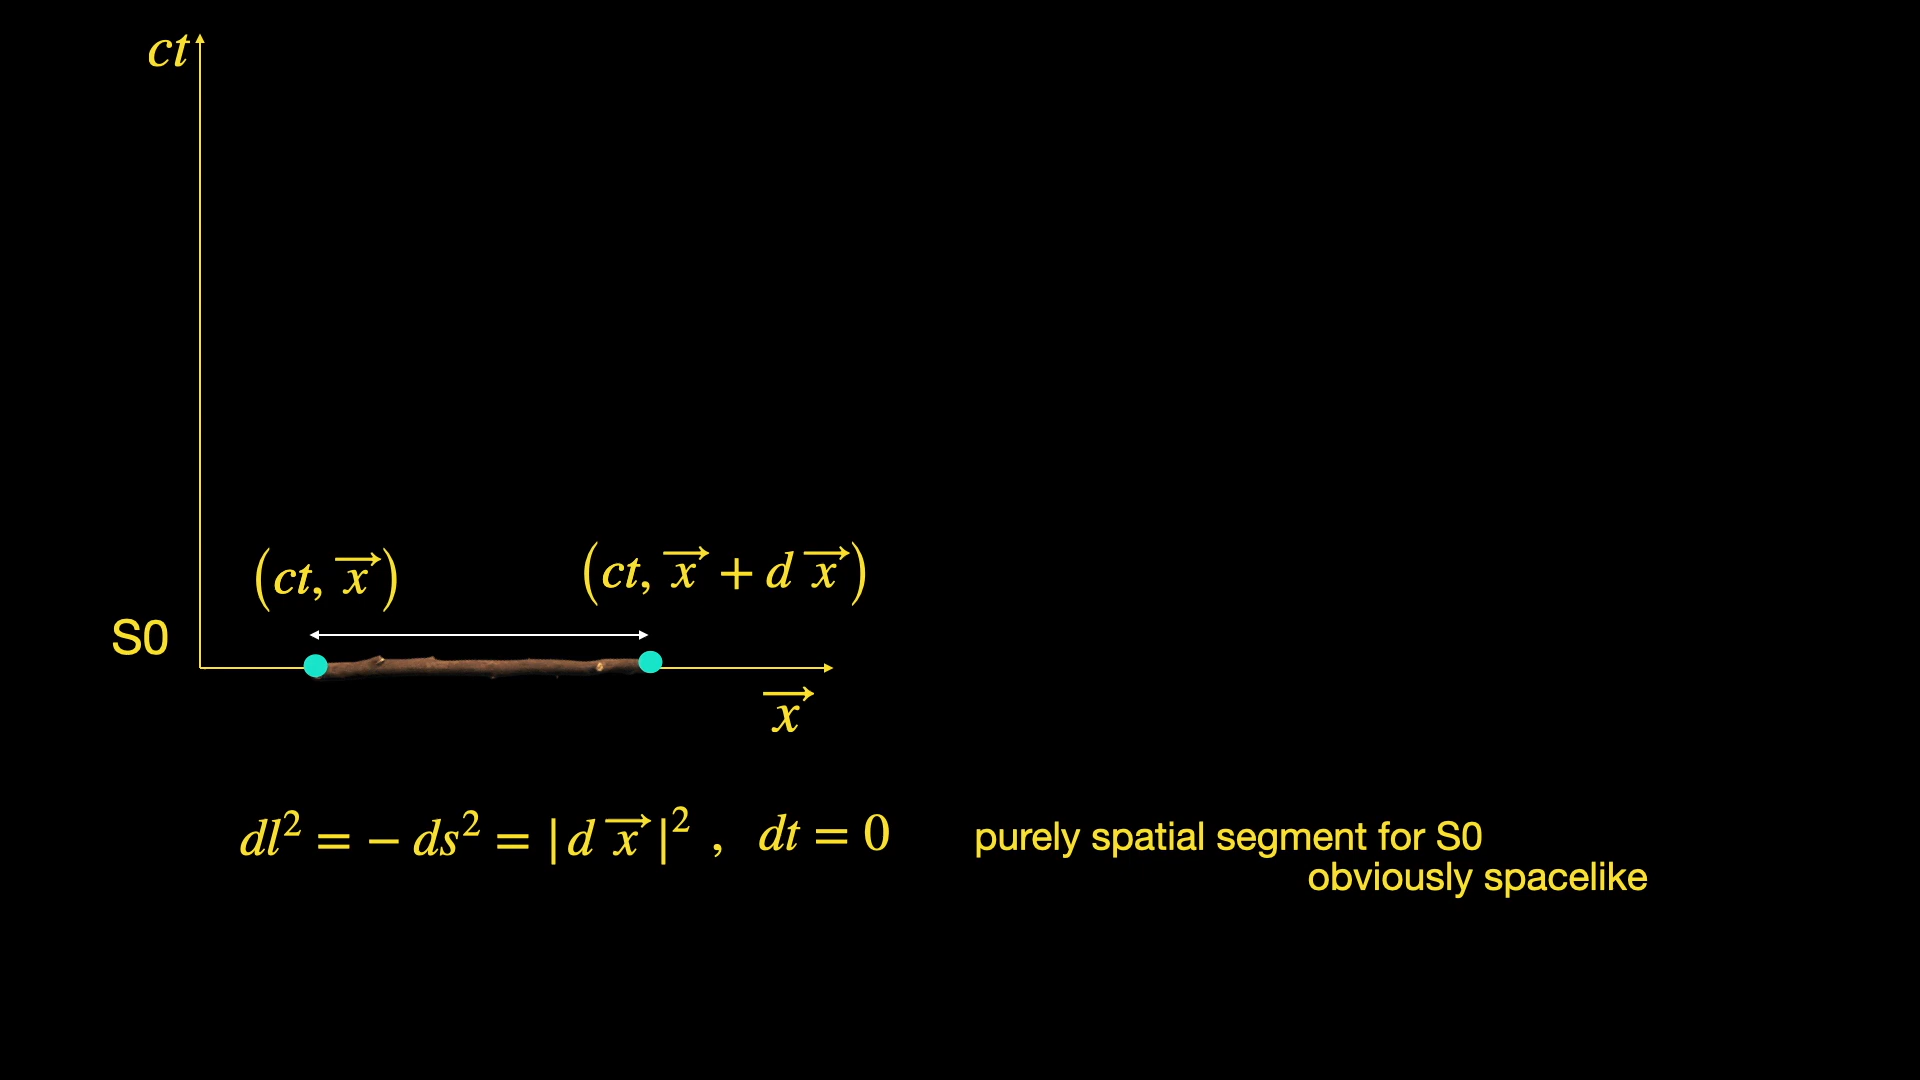 ct
(ct, x⃗)
(ct, x⃗ + d x⃗)
S0
x⃗
dl² = − ds² = | d x⃗ |² , dt = 0
purely spatial segment for S0
obviously spacelike